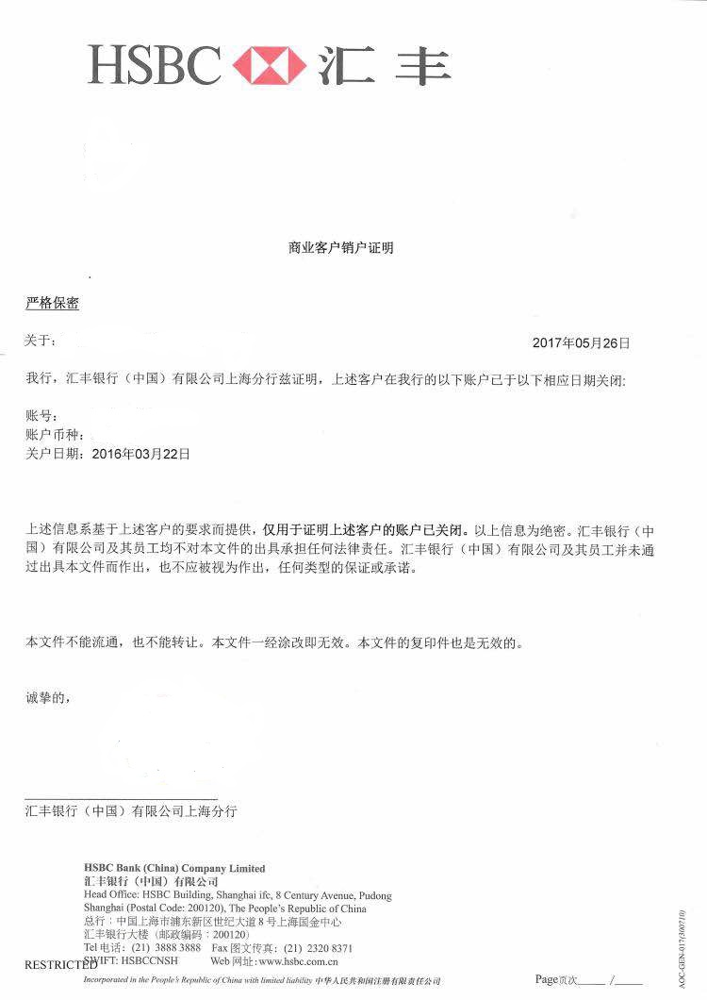 HSBC 汇丰
商业客户销户证明
严格保密
关于：
2017年05月26日
我行，汇丰银行（中国）有限公司上海分行兹证明，上述客户在我行的以下账户已于以下相应日期关闭:
账号：
账户币种：
关户日期：2016年03月22日
上述信息系基于上述客户的要求而提供，仅用于证明上述客户的账户已关闭。以上信息为绝密。汇丰银行（中
国）有限公司及其员工均不对本文件的出具承担任何法律责任。汇丰银行（中国）有限公司及其员工并未通
过出具本文件而作出，也不应被视为作出，任何类型的保证或承诺。
本文件不能流通，也不能转让。本文件一经涂改即无效。本文件的复印件也是无效的。
诚挚的，
汇丰银行（中国）有限公司上海分行
HSBC Bank (China) Company Limited
汇丰银行（中国）有限公司
Head Office: HSBC Building, Shanghai ifc, 8 Century Avenue, Pudong
Shanghai (Postal Code: 200120), The People's Republic of China
总行：中国上海市浦东新区世纪大道 8 号上海国金中心
汇丰银行大楼（邮政编码：200120）
Tel 电话：(21) 3888 3888 Fax 图文传真：(21) 2320 8371
SWIFT: HSBCCNSH Web 网址：www.hsbc.com.cn
RESTRICTED
Incorporated in the People's Republic of China with limited liability 中华人民共和国注册有限责任公司
Page页次____ /____
AOC-GEN-017(300710)